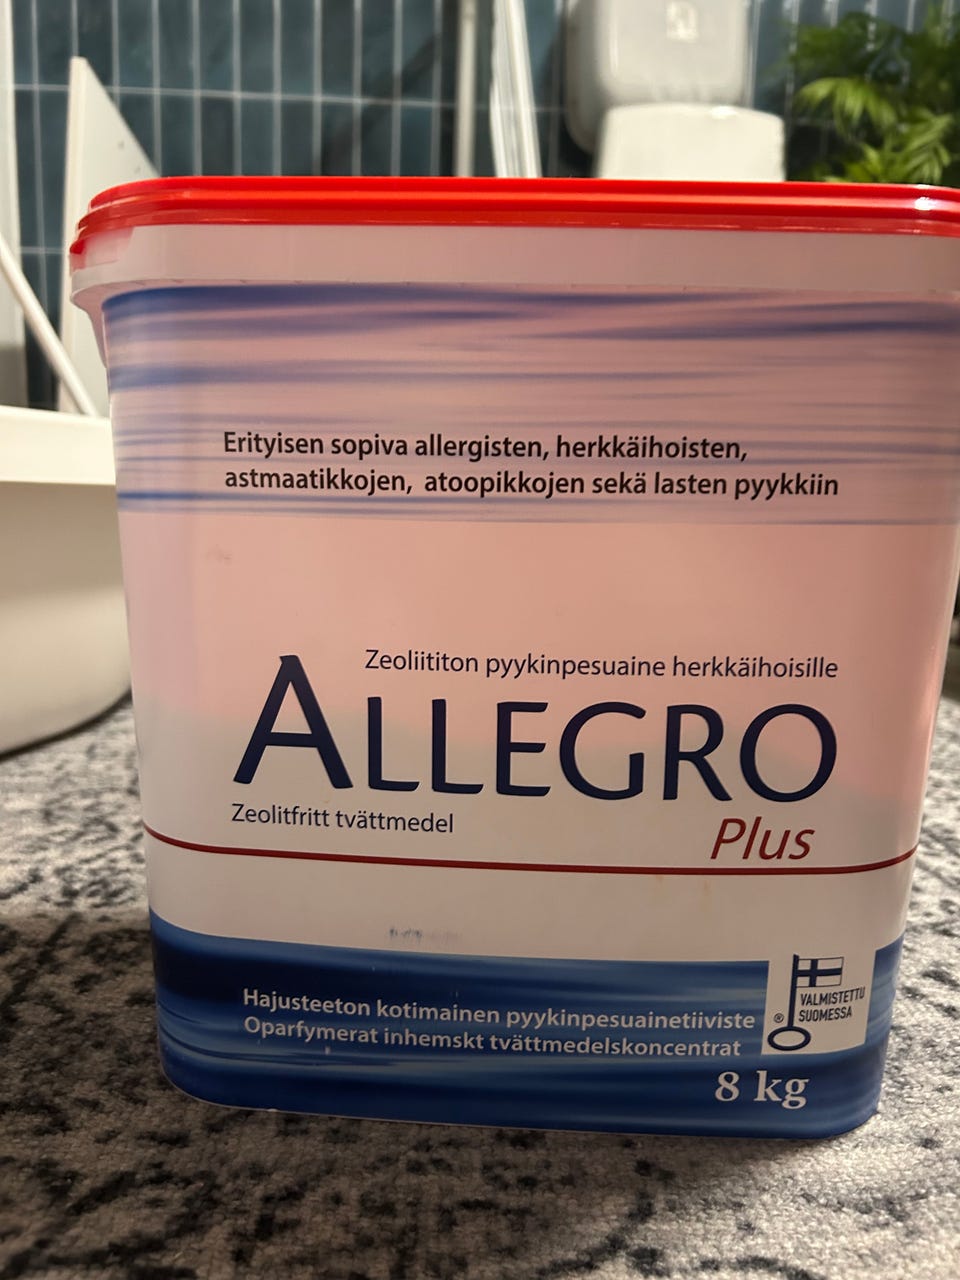 Erityisen sopiva allergisten, herkkäihoisten,
astmaatikkojen, atoopikkojen sekä lasten pyykkiin
Zeoliititon pyykinpesuaine herkkäihoisille
ALLEGRO
Zeolitfritt tvättmedel
Plus
Hajusteeton kotimainen pyykinpesuainetiiviste
Oparfymerat inhemskt tvättmedelskoncentrat
® VALMISTETTU
SUOMESSA
8 kg